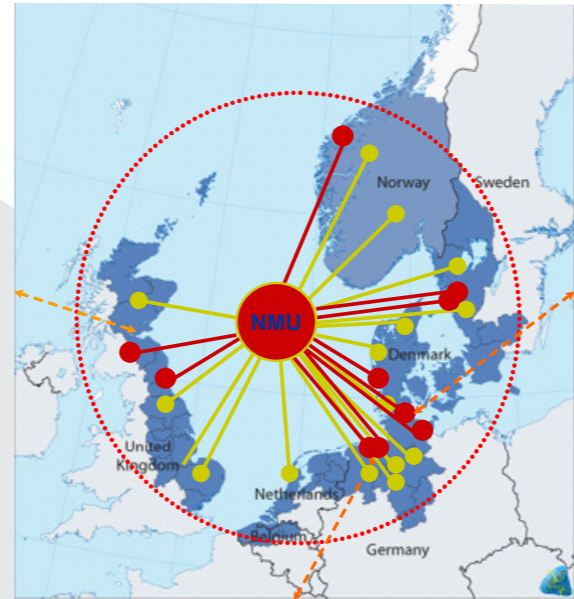 Norway
Sweden
NMU
Denmark
United
Kingdom
Netherlands
Belgium
Germany